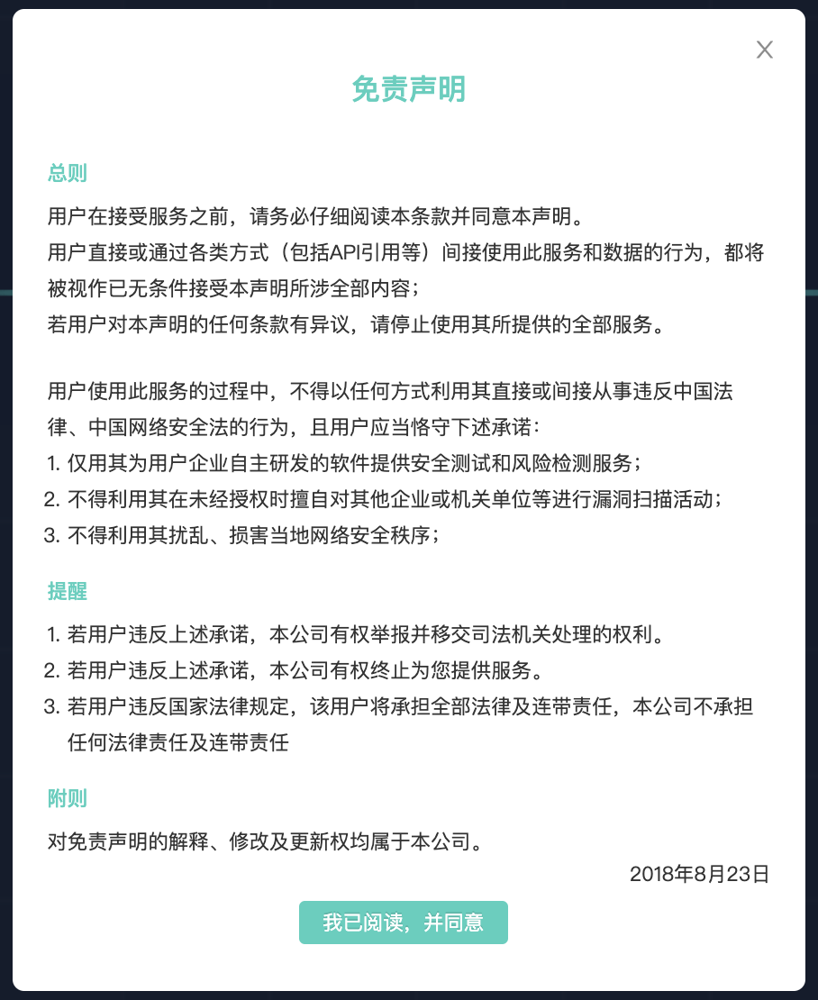 免责声明
总则
用户在接受服务之前，请务必仔细阅读本条款并同意本声明。
用户直接或通过各类方式（包括API引用等）间接使用此服务和数据的行为，都将
被视作已无条件接受本声明所涉全部内容；
若用户对本声明的任何条款有异议，请停止使用其所提供的全部服务。
用户使用此服务的过程中，不得以任何方式利用其直接或间接从事违反中国法
律、中国网络安全法的行为，且用户应当恪守下述承诺：
1. 仅用其为用户企业自主研发的软件提供安全测试和风险检测服务；
2. 不得利用其在未经授权时擅自对其他企业或机关单位等进行漏洞扫描活动；
3. 不得利用其扰乱、损害当地网络安全秩序；
提醒
1. 若用户违反上述承诺，本公司有权举报并移交司法机关处理的权利。
2. 若用户违反上述承诺，本公司有权终止为您提供服务。
3. 若用户违反国家法律规定，该用户将承担全部法律及连带责任，本公司不承担
任何法律责任及连带责任
附则
对免责声明的解释、修改及更新权均属于本公司。
2018年8月23日
我已阅读，并同意